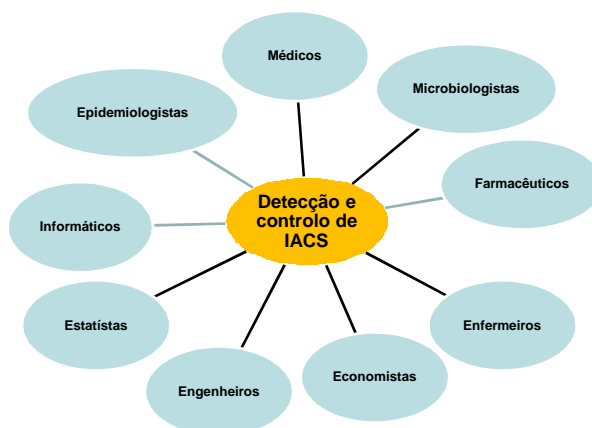 Médicos
Microbiologistas
Epidemiologistas
Farmacêuticos
Detecção e
controlo de
IACS
Informáticos
Estatístas
Enfermeiros
Economistas
Engenheiros